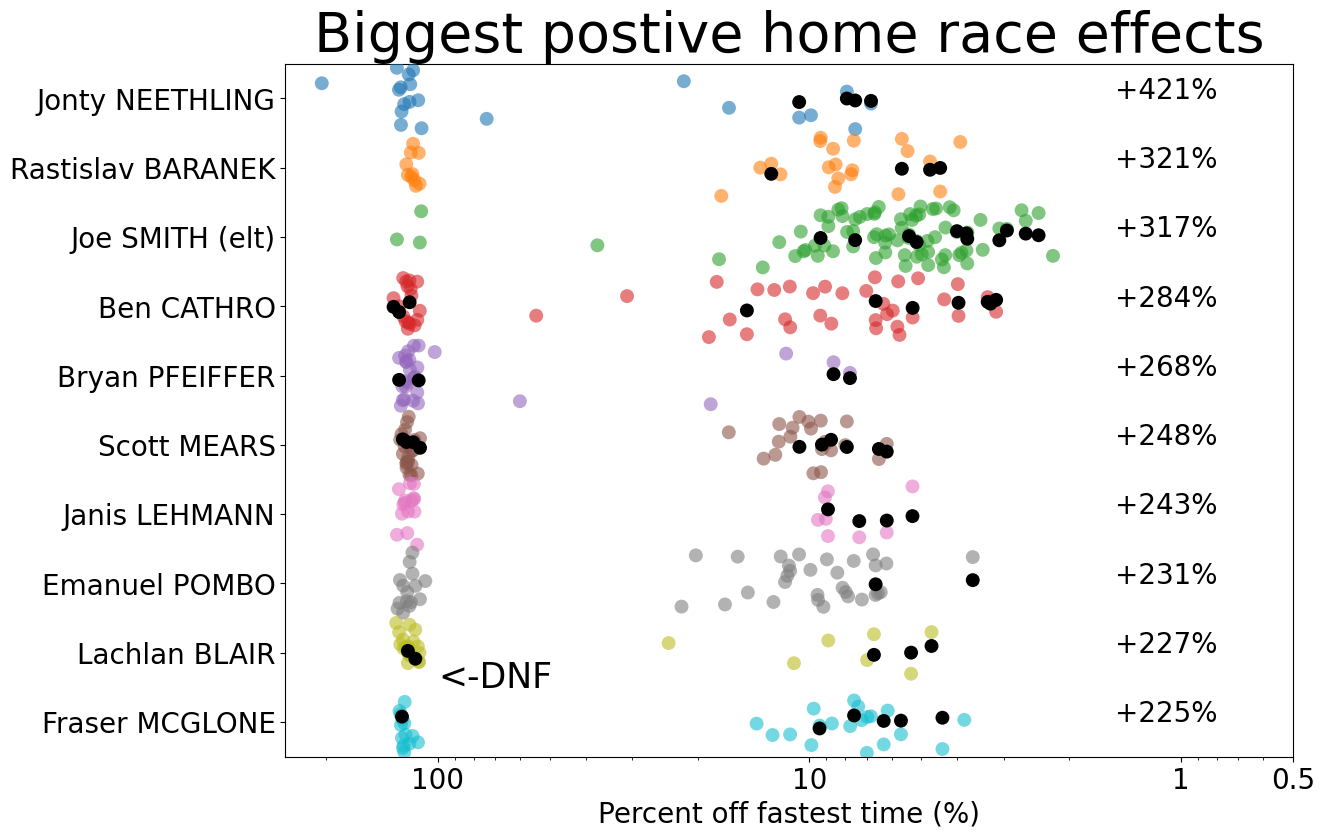 Biggest postive home race effects
Jonty NEETHLING +421%
Rastislav BARANEK +321%
Joe SMITH (elt) +317%
Ben CATHRO +284%
Bryan PFEIFFER +268%
Scott MEARS +248%
Janis LEHMANN +243%
Emanuel POMBO +231%
Lachlan BLAIR +227%
<-DNF
Fraser MCGLONE +225%
100 10 1 0.5
Percent off fastest time (%)